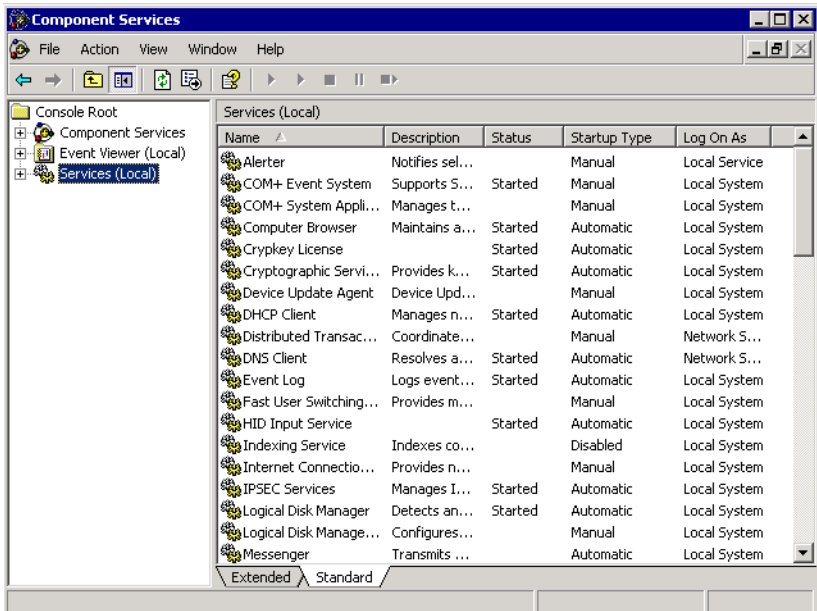 Component Services
File Action View Window Help
Console Root
Component Services
Event Viewer (Local)
Services (Local)
Services (Local)
Name Description Status Startup Type Log On As
Alerter Notifies sel... Manual Local Service
COM+ Event System Supports S... Started Manual Local System
COM+ System Appli... Manages t... Manual Local System
Computer Browser Maintains a... Started Automatic Local System
Crypkey License Started Automatic Local System
Cryptographic Servi... Provides k... Started Automatic Local System
Device Update Agent Device Upd... Manual Local System
DHCP Client Manages n... Started Automatic Local System
Distributed Transac... Coordinate... Manual Network S...
DNS Client Resolves a... Started Automatic Network S...
Event Log Logs event... Started Automatic Local System
Fast User Switching... Provides m... Manual Local System
HID Input Service Started Automatic Local System
Indexing Service Indexes co... Disabled Local System
Internet Connectio... Provides n... Manual Local System
IPSEC Services Manages I... Started Automatic Local System
Logical Disk Manager Detects an... Started Automatic Local System
Logical Disk Manage... Configures... Manual Local System
Messenger Transmits ... Automatic Local System
Extended Standard